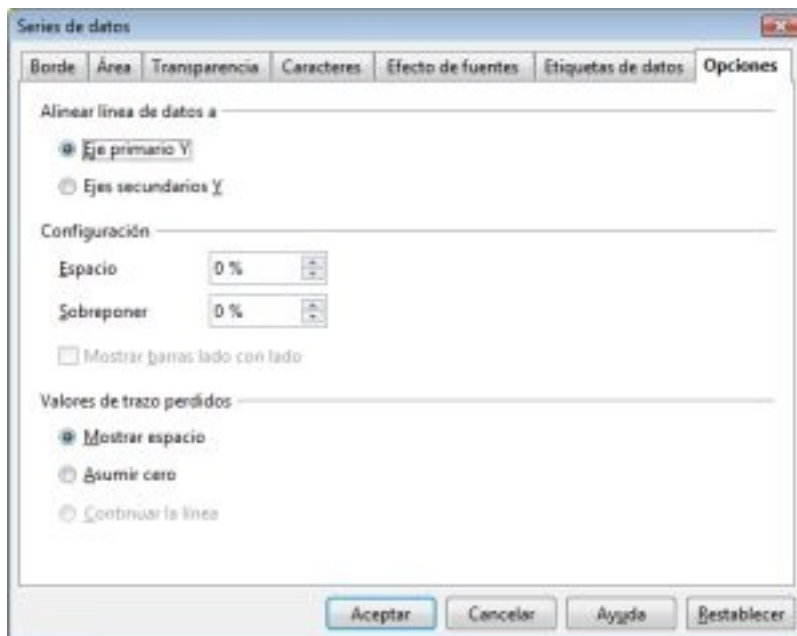 Series de datos
Borde Área Transparencia Caracteres Efecto de fuentes Etiquetas de datos Opciones
Alinear línea de datos a
Eje primario Y
Ejes secundarios Y
Configuración
Espacio 0 %
Sobreponer 0 %
Mostrar barras lado con lado
Valores de trazo perdidos
Mostrar espacio
Asumir cero
Continuar la línea
Aceptar Cancelar Ayuda Restablecer